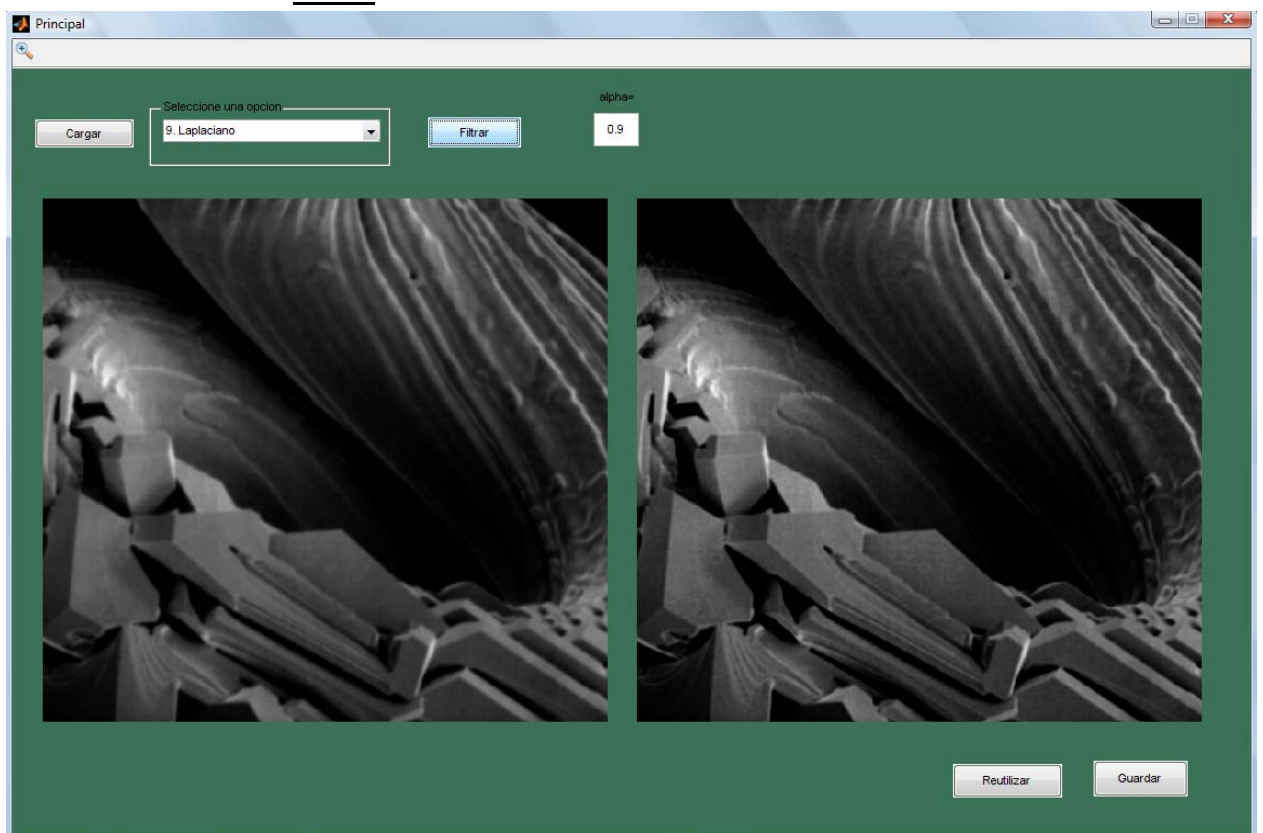 Principal
alpha=
Seleccione una opcion
Cargar
9. Laplaciano
Filtrar
0.9
Reutilizar
Guardar